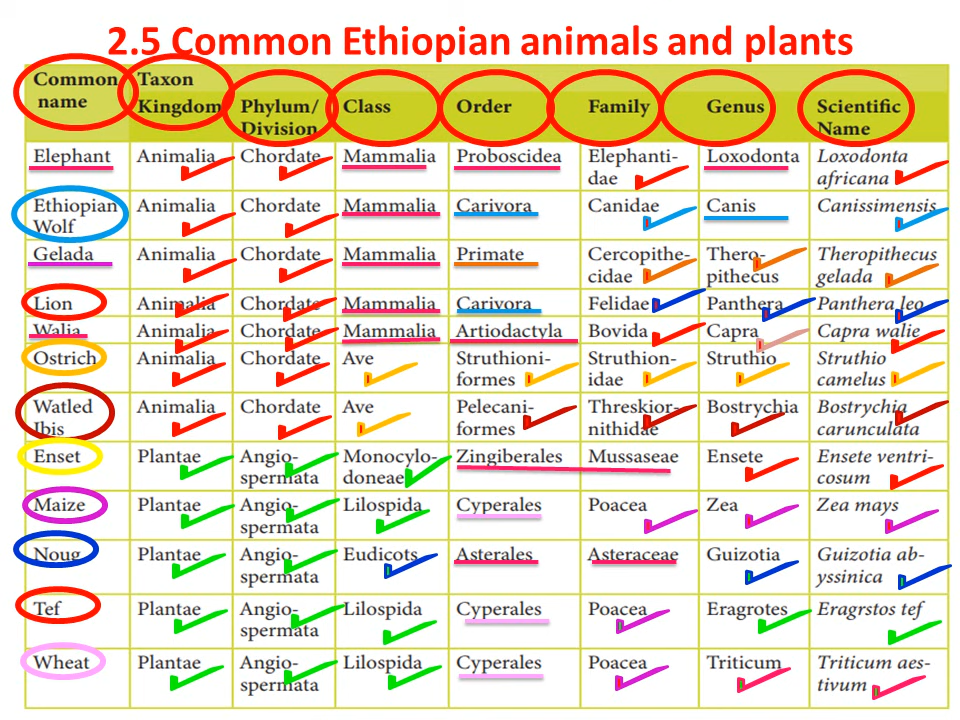 2.5 Common Ethiopian animals and plants
Common name Taxon
Kingdom Phylum/ Division Class Order Family Genus Scientific Name
Elephant Animalia Chordate Mammalia Proboscidea Elephanti- Loxodonta Loxodonta
dae africana
Ethiopian Animalia Chordate Mammalia Carivora Canidae Canis Canissimensis
Wolf
Gelada Animalia Chordate Mammalia Primate Cercopithe- Thero- Theropithecus
cidae pithecus gelada
Lion Animalia Chordate Mammalia Carivora Felidae Panthera Panthera leo
Walia Animalia Chordate Mammalia Artiodactyla Bovida Capra Capra walie
Ostrich Animalia Chordate Ave Struthioni- Struthion- Struthio Struthio
formes idae camelus
Watled Animalia Chordate Ave Pelecani- Threskior- Bostrychia Bostrychia
Ibis formes nithidae carunculata
Enset Plantae Angio- Monocylo- Zingiberales Mussaseae Ensete Ensete ventri-
spermata doneae cosum
Maize Plantae Angio- Lilospida Cyperales Poacea Zea Zea mays
spermata
Noug Plantae Angio- Eudicots Asterales Asteraceae Guizotia Guizotia ab-
spermata yssinica
Tef Plantae Angio- Lilospida Cyperales Poacea Eragrotes Eragrstos tef
spermata
Wheat Plantae Angio- Lilospida Cyperales Poacea Triticum Triticum aes-
spermata tivum